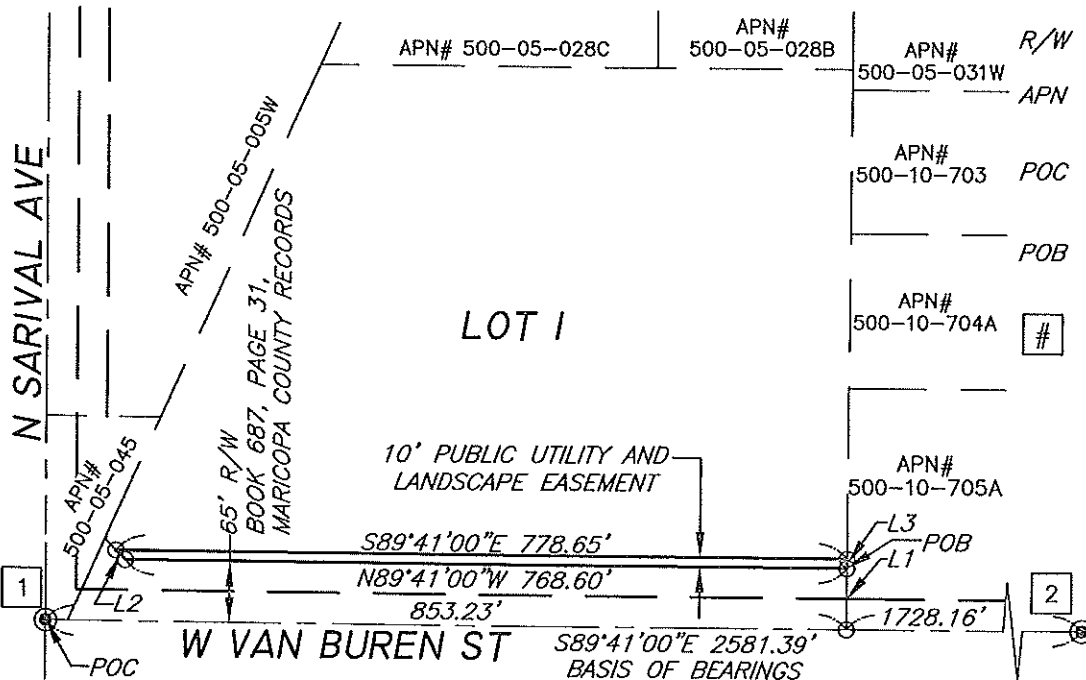 APN# 500-05-028C
APN#
500-05-028B
APN#
500-05-031W
R/W
APN
APN#
500-10-703
POC
POB
N SARIVAL AVE
APN# 500-05-005W
65' R/W
BOOK 687, PAGE 31,
MARICOPA COUNTY RECORDS
LOT 1
APN#
500-10-704A
#
10' PUBLIC UTILITY AND
LANDSCAPE EASEMENT
APN#
500-10-705A
APN#
500-05-045
L3
POB
L1
S89°41'00"E 778.65'
N89°41'00"W 768.60'
L2
1
853.23'
1728.16'
2
W VAN BUREN ST
S89°41'00"E 2581.39'
BASIS OF BEARINGS
POC